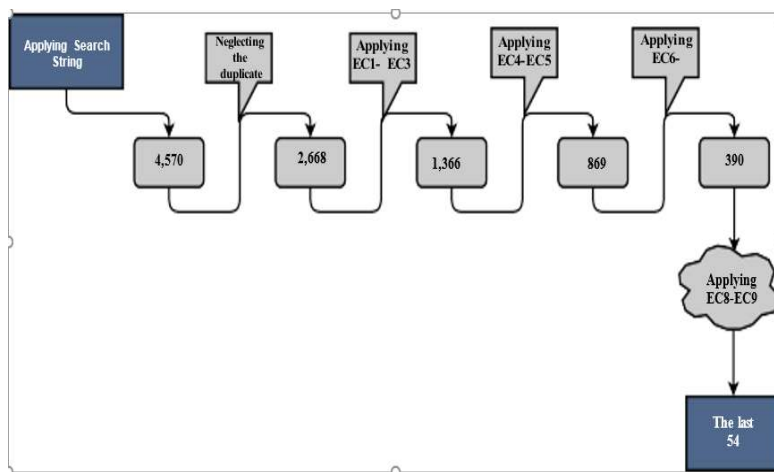 Applying Search
String
Neglecting
the
duplicate
Applying
EC1- EC3
Applying
EC4-EC5
Applying
EC6-
4,570
2,668
1,366
869
390
Applying
EC8-EC9
The last
54